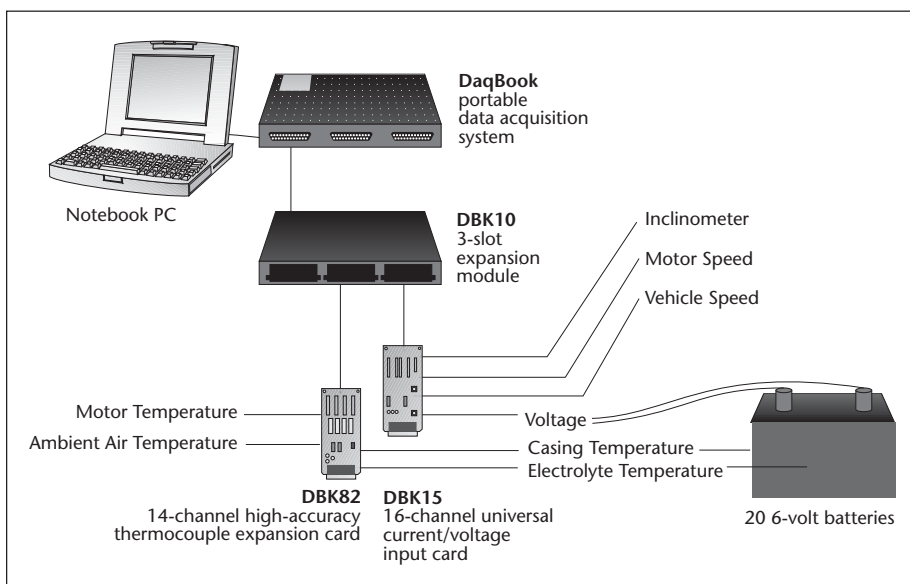 DaqBook
portable
data acquisition
system
Notebook PC
DBK10
3-slot
expansion
module
Inclinometer
Motor Speed
Vehicle Speed
Motor Temperature
Voltage
Ambient Air Temperature
Casing Temperature
Electrolyte Temperature
DBK82
14-channel high-accuracy
thermocouple expansion card
DBK15
16-channel universal
current/voltage
input card
20 6-volt batteries